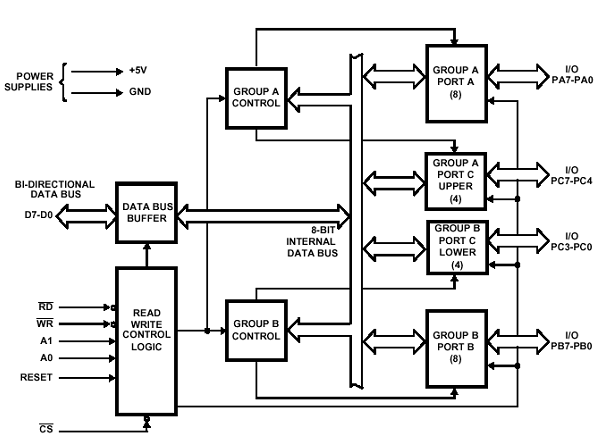 POWER
SUPPLIES
+5V
GND
GROUP A
CONTROL
GROUP A
PORT A
(8)
I/O
PA7-PA0
GROUP A
PORT C
UPPER
(4)
I/O
PC7-PC4
BI-DIRECTIONAL
DATA BUS
D7-D0
DATA BUS
BUFFER
8-BIT
INTERNAL
DATA BUS
GROUP B
PORT C
LOWER
(4)
I/O
PC3-PC0
RD
WR
A1
A0
RESET
CS
READ
WRITE
CONTROL
LOGIC
GROUP B
CONTROL
GROUP B
PORT B
(8)
I/O
PB7-PB0